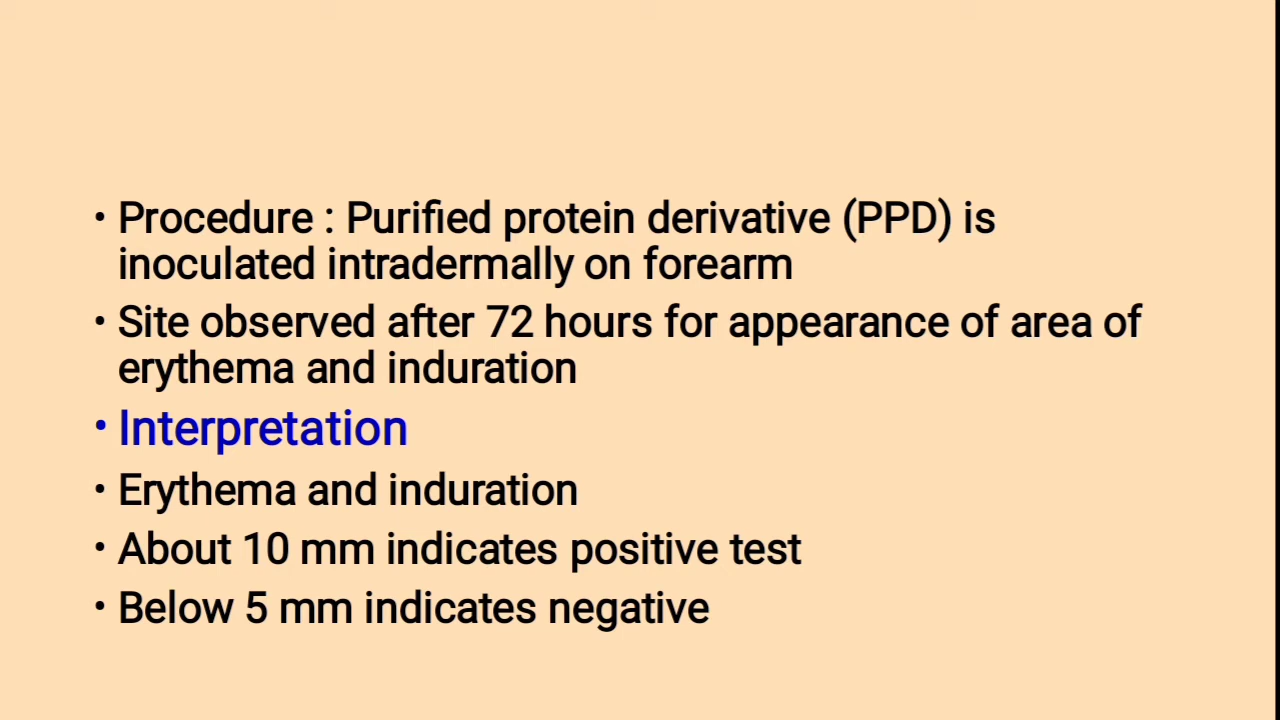 • Procedure : Purified protein derivative (PPD) is
inoculated intradermally on forearm
• Site observed after 72 hours for appearance of area of
erythema and induration
• Interpretation
• Erythema and induration
• About 10 mm indicates positive test
• Below 5 mm indicates negative